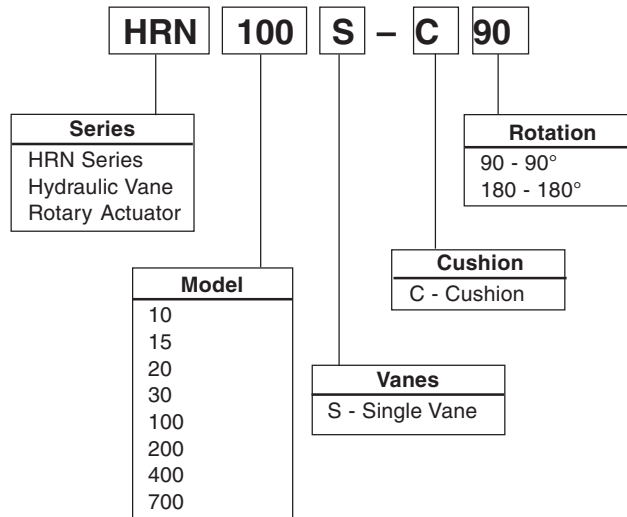 HRN 100 S – C 90
Series
HRN Series
Hydraulic Vane
Rotary Actuator
Rotation
90 - 90°
180 - 180°
Cushion
C - Cushion
Model
10
15
20
30
100
200
400
700
Vanes
S - Single Vane